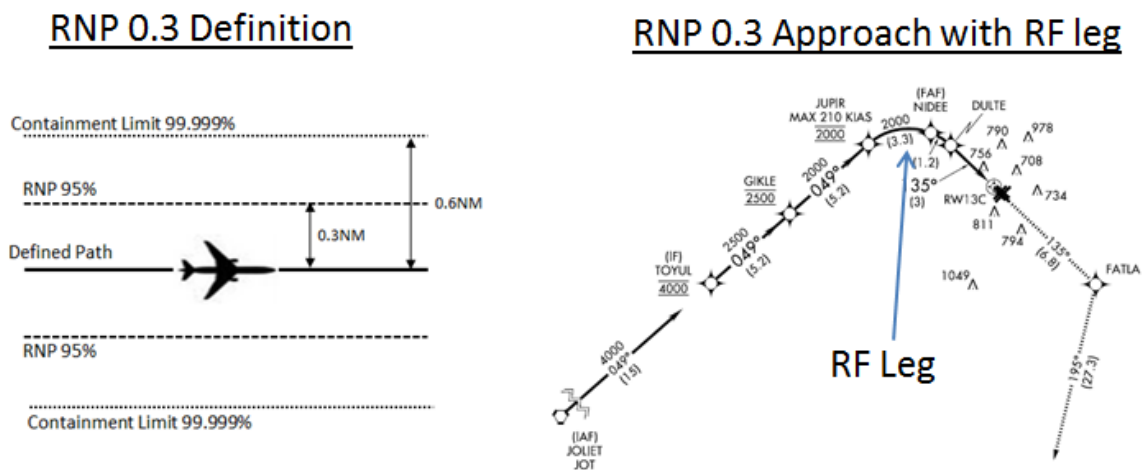 RNP 0.3 Definition
Containment Limit 99.999%
RNP 95%
0.6NM
0.3NM
Defined Path
RNP 95%
Containment Limit 99.999%
RNP 0.3 Approach with RF leg
(FAF)
NIDEE
DULTE
JUPIR
MAX 210 KIAS
2000
2000
(3.3)
790
978
(1.2)
756
708
2000
049°
(5.2)
135°
(3)
RW13C
734
GIKLE
2500
811
794
2500
049°
(5.2)
135°
(6.8)
(IF)
TOYUL
4000
1049
FATLA
4000
049°
(15)
RF Leg
195°
(27.3)
(IAF)
JOLIET
JOT